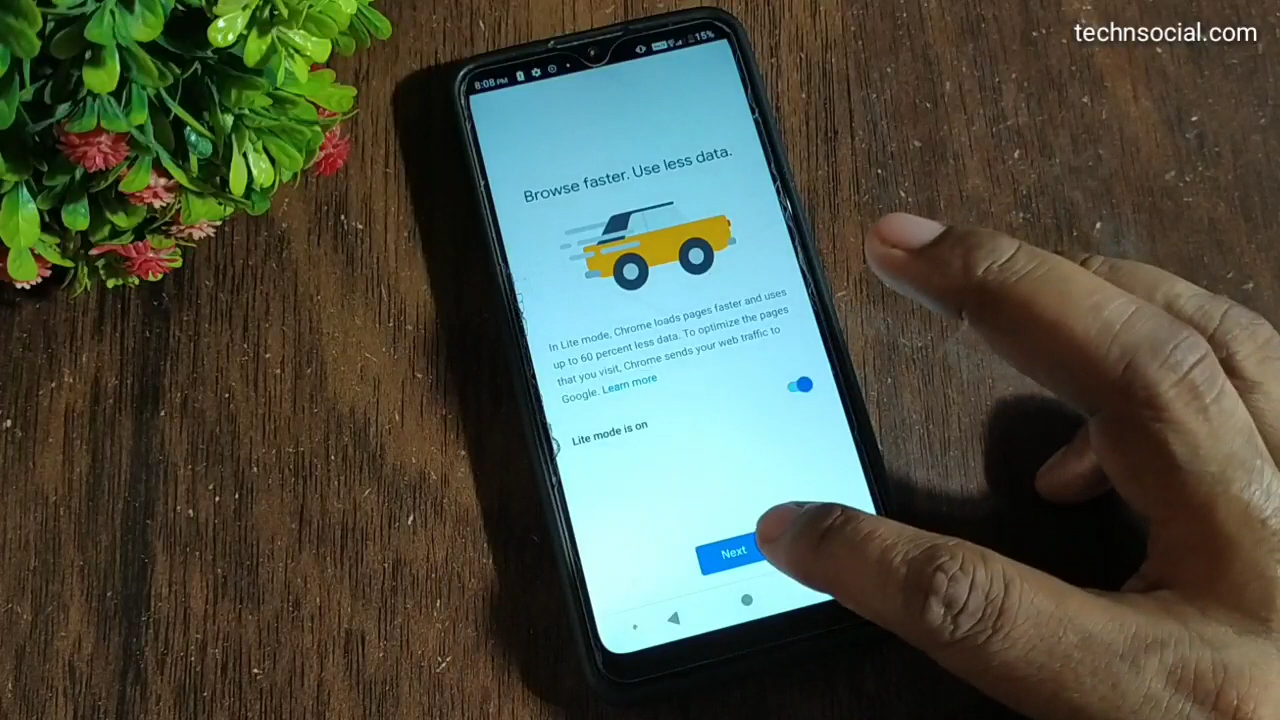 technsocial.com
8:08 PM
15%
Browse faster. Use less data.
In Lite mode, Chrome loads pages faster and uses
up to 60 percent less data. To optimize the pages
that you visit, Chrome sends your web traffic to
Google. Learn more
Lite mode is on
Next